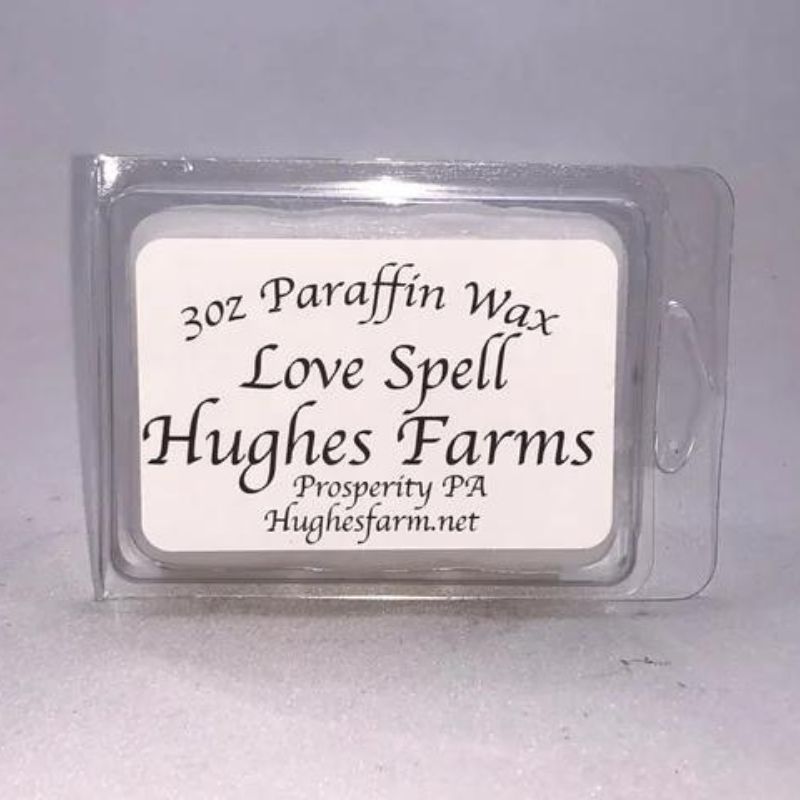 3oz Paraffin Wax
Love Spell
Hughes Farms
Prosperity PA
Hughesfarm.net